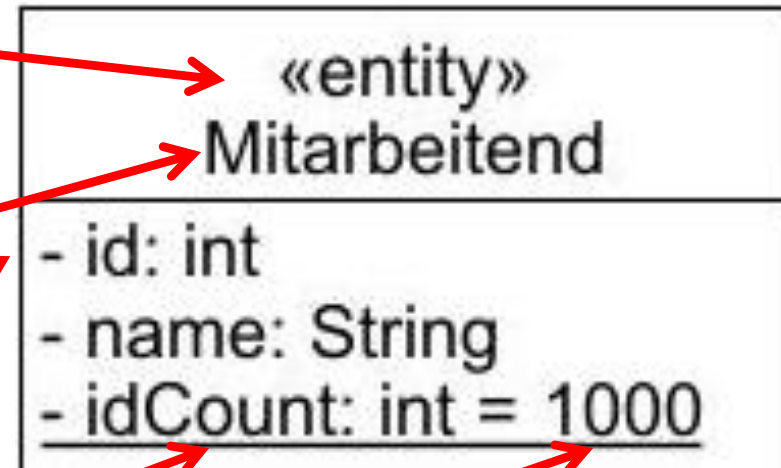 «entity»
Mitarbeitend
- id: int
- name: String
- idCount: int = 1000